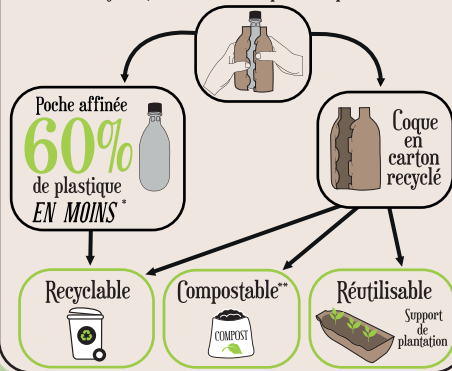 Poche affinée
60%
de plastique
EN MOINS*
Coque
en
carton
recyclé
Recyclable
Compostable**
COMPOST
Réutilisable
Support
de
plantation